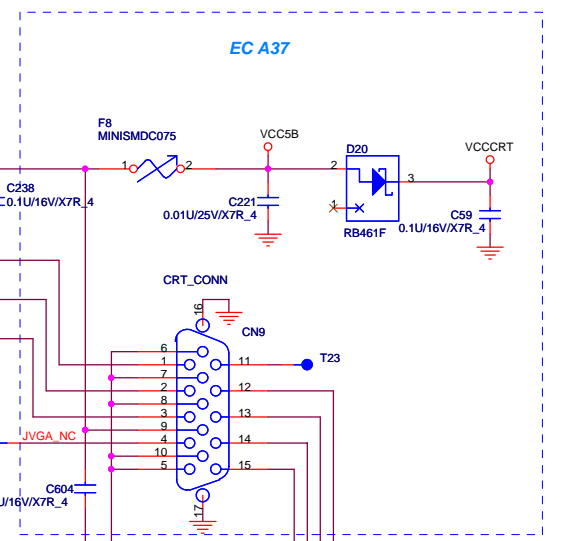 EC A37
F8
MINISMDC075
VCC5B
D20
VCCCRT
1
2
2
3
C238
0.1U/16V/X7R_4
C221
0.01U/25V/X7R_4
1
RB461F
C59
0.1U/16V/X7R_4
CRT_CONN
16
CN9
6
1
11
T23
7
2
12
8
3
13
9
JVGA_NC
4
14
10
5
15
C604
U/16V/X7R_4
17